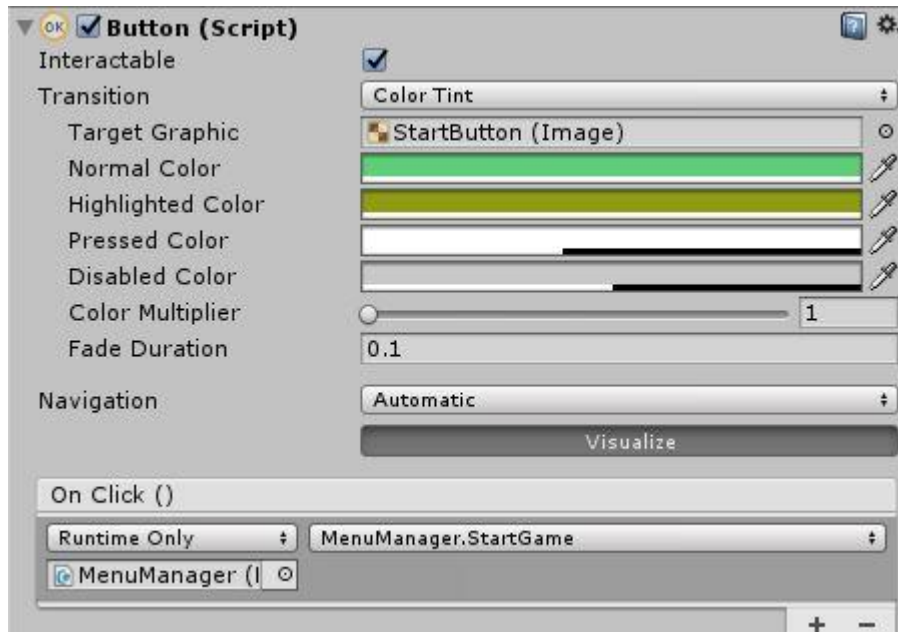 OK Button (Script)
Interactable
Transition Color Tint
Target Graphic StartButton (Image)
Normal Color
Highlighted Color
Pressed Color
Disabled Color
Color Multiplier 1
Fade Duration 0.1
Navigation Automatic
Visualize
On Click ()
Runtime Only MenuManager.StartGame
MenuManager (I
+ −